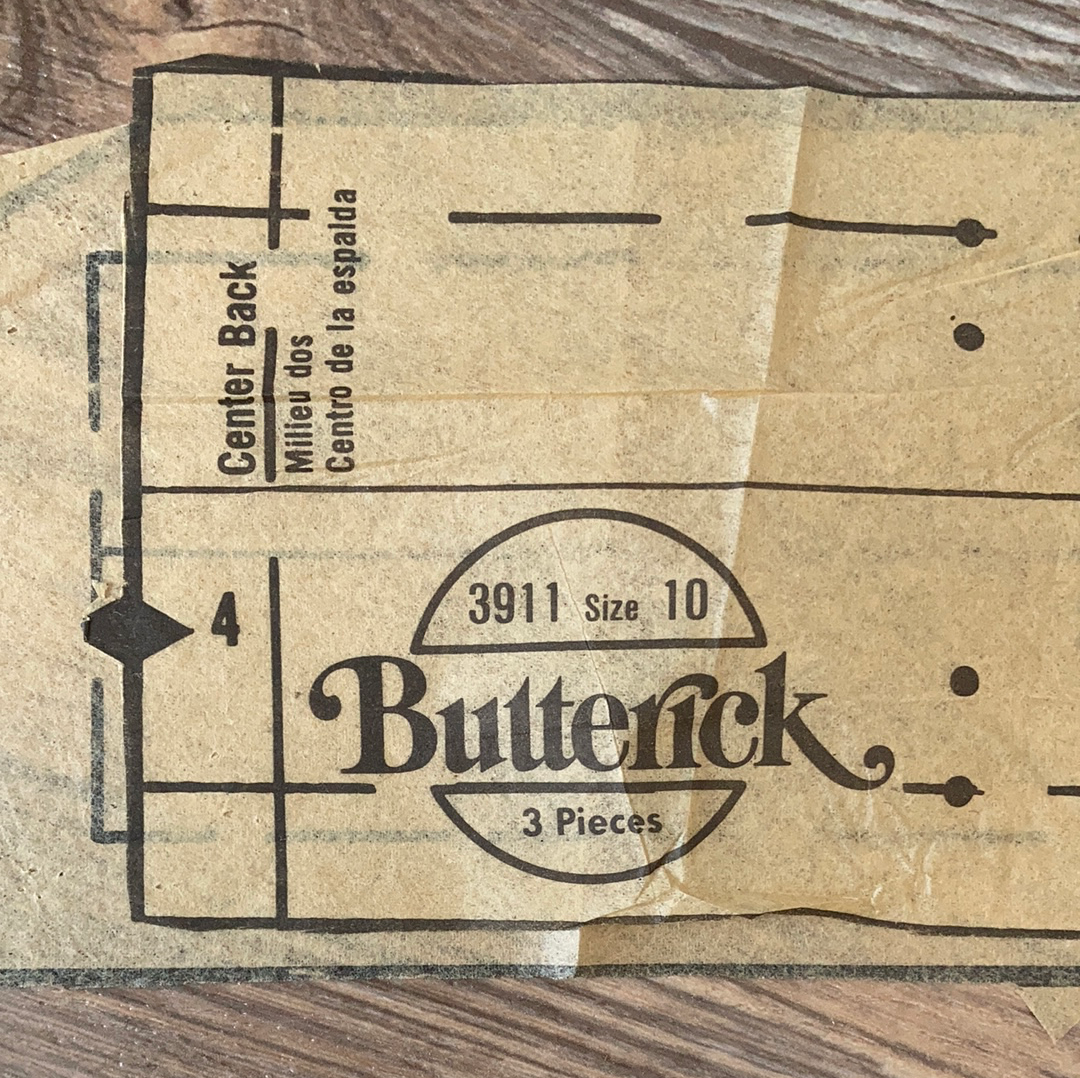 Center Back
Milieu dos
Centro de la espalda
4
3911 Size 10
Butterick
3 Pieces